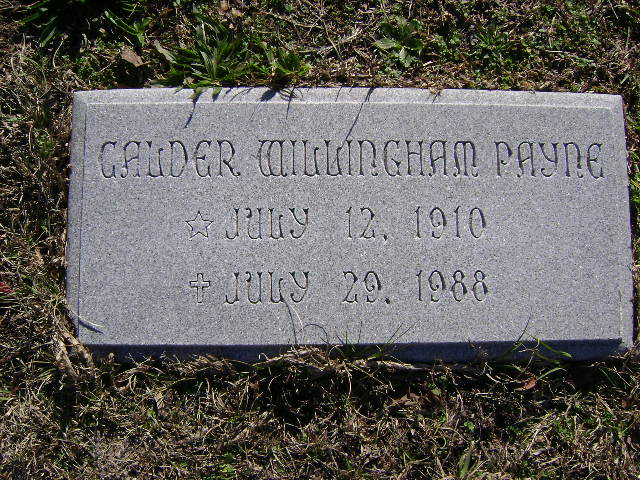 CALDER WILLINGHAM PAYNE
☆ JULY 12, 1910
✝ JULY 29, 1988